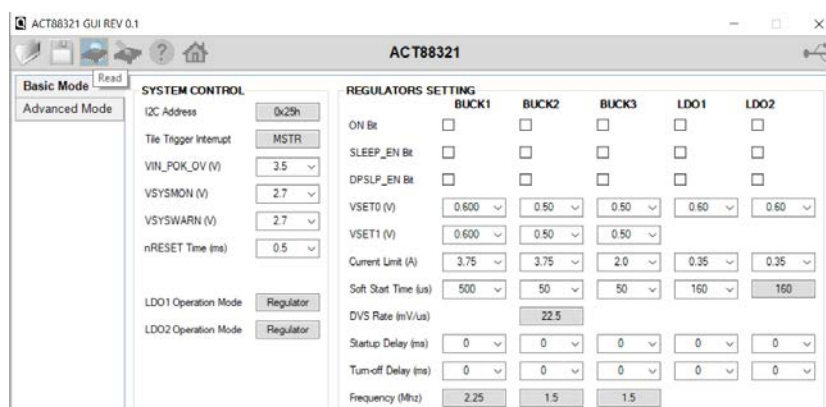 ACT88321 GUI REV 0.1
ACT88321
Read
Basic Mode
Advanced Mode
SYSTEM CONTROL
I2C Address 0x25h
Tile Trigger Interrupt MSTR
VIN_POK_OV (V) 3.5
VSYSMON (V) 2.7
VSYSWARN (V) 2.7
nRESET Time (ms) 0.5
LDO1 Operation Mode Regulator
LDO2 Operation Mode Regulator
REGULATORS SETTING
BUCK1 BUCK2 BUCK3 LDO1 LDO2
ON Bit
SLEEP_EN Bit
DPSLP_EN Bit
VSET0 (V) 0.600 0.50 0.50 0.60 0.60
VSET1 (V) 0.600 0.50 0.50
Current Limit (A) 3.75 3.75 2.0 0.35 0.35
Soft Start Time (us) 500 50 50 160 160
DVS Rate (mV/us) 22.5
Startup Delay (ms) 0 0 0 0 0
Turn-off Delay (ms) 0 0 0 0 0
Frequency (Mhz) 2.25 1.5 1.5